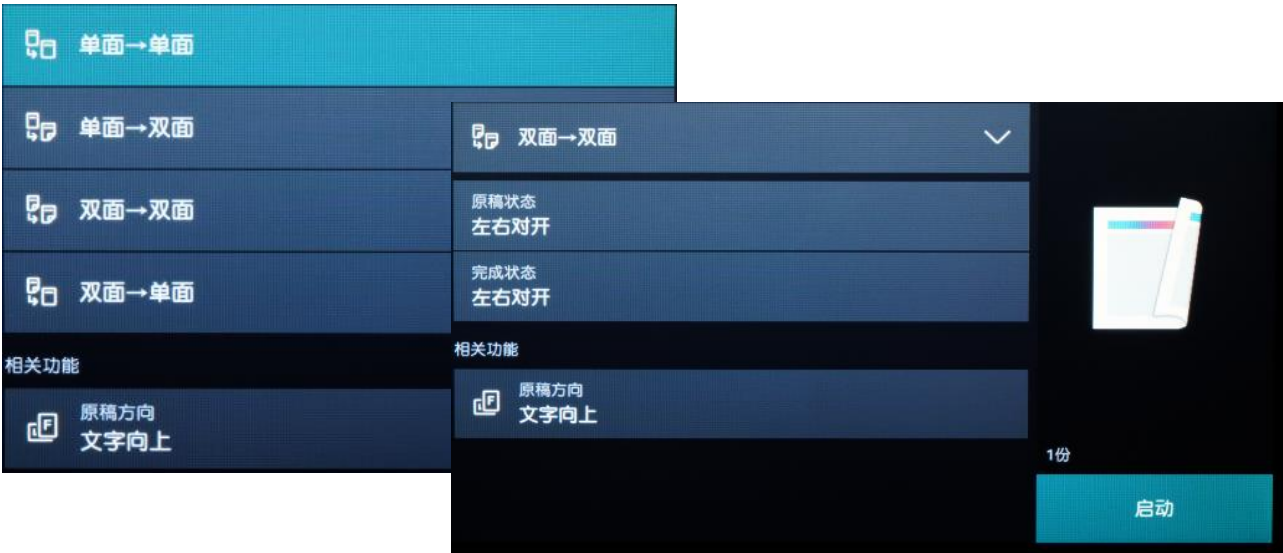 单面→单面
单面→双面
双面→双面
双面→单面
相关功能
原稿方向
文字向上
双面→双面
原稿状态
左右对开
完成状态
左右对开
相关功能
原稿方向
文字向上
1份
启动